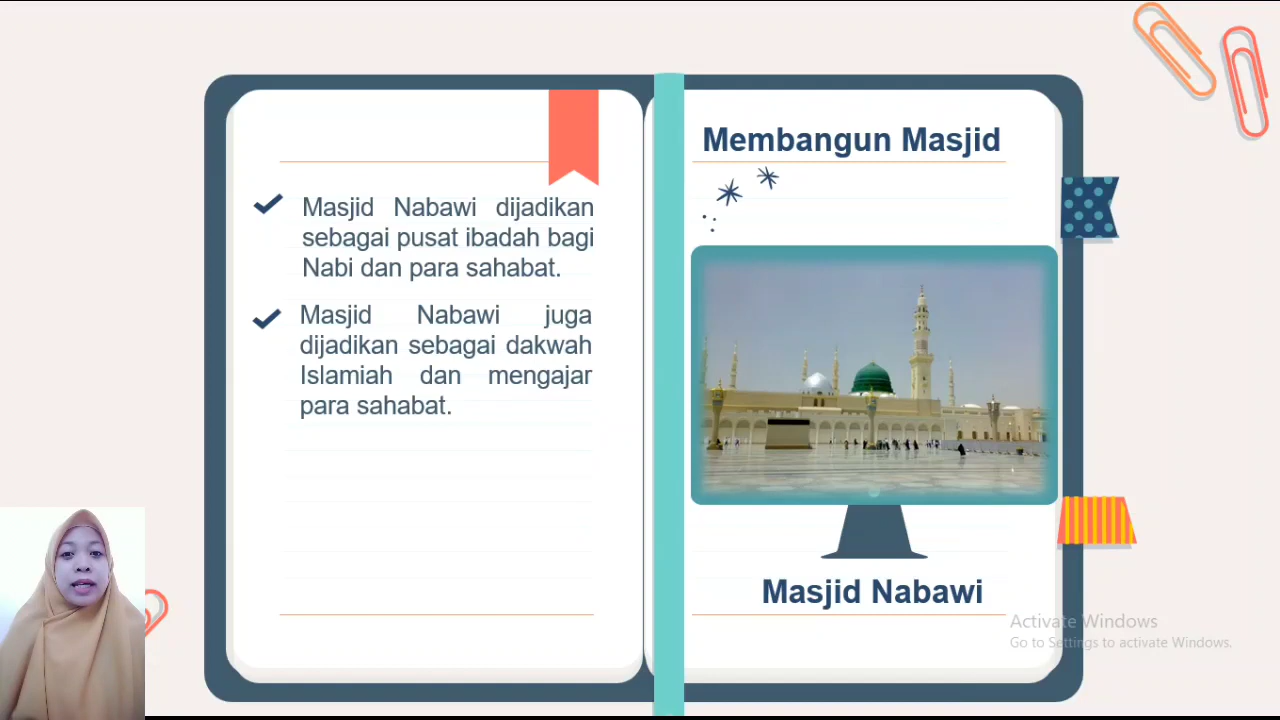 Masjid Nabawi dijadikan
sebagai pusat ibadah bagi
Nabi dan para sahabat.
Masjid Nabawi juga
dijadikan sebagai dakwah
Islamiah dan mengajar
para sahabat.
Membangun Masjid
Masjid Nabawi
Activate Windows
Go to Settings to activate Windows.